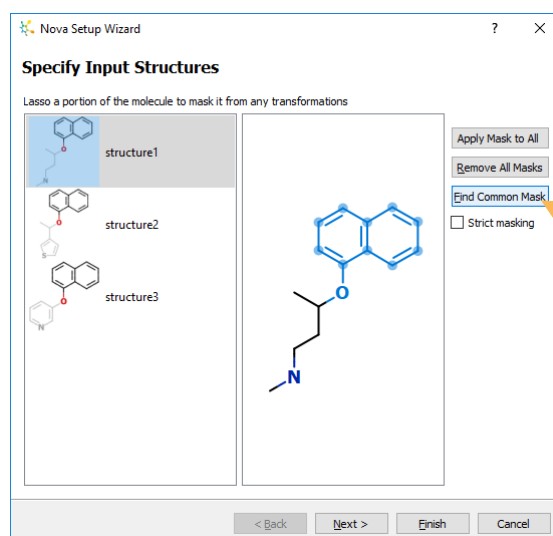 Nova Setup Wizard
?
X
Specify Input Structures
Lasso a portion of the molecule to mask it from any transformations
structure1
structure2
structure3
O
N
O
S
O
N
O
N
Apply Mask to All
Remove All Masks
Find Common Mask
Strict masking
< Back
Next >
Finish
Cancel